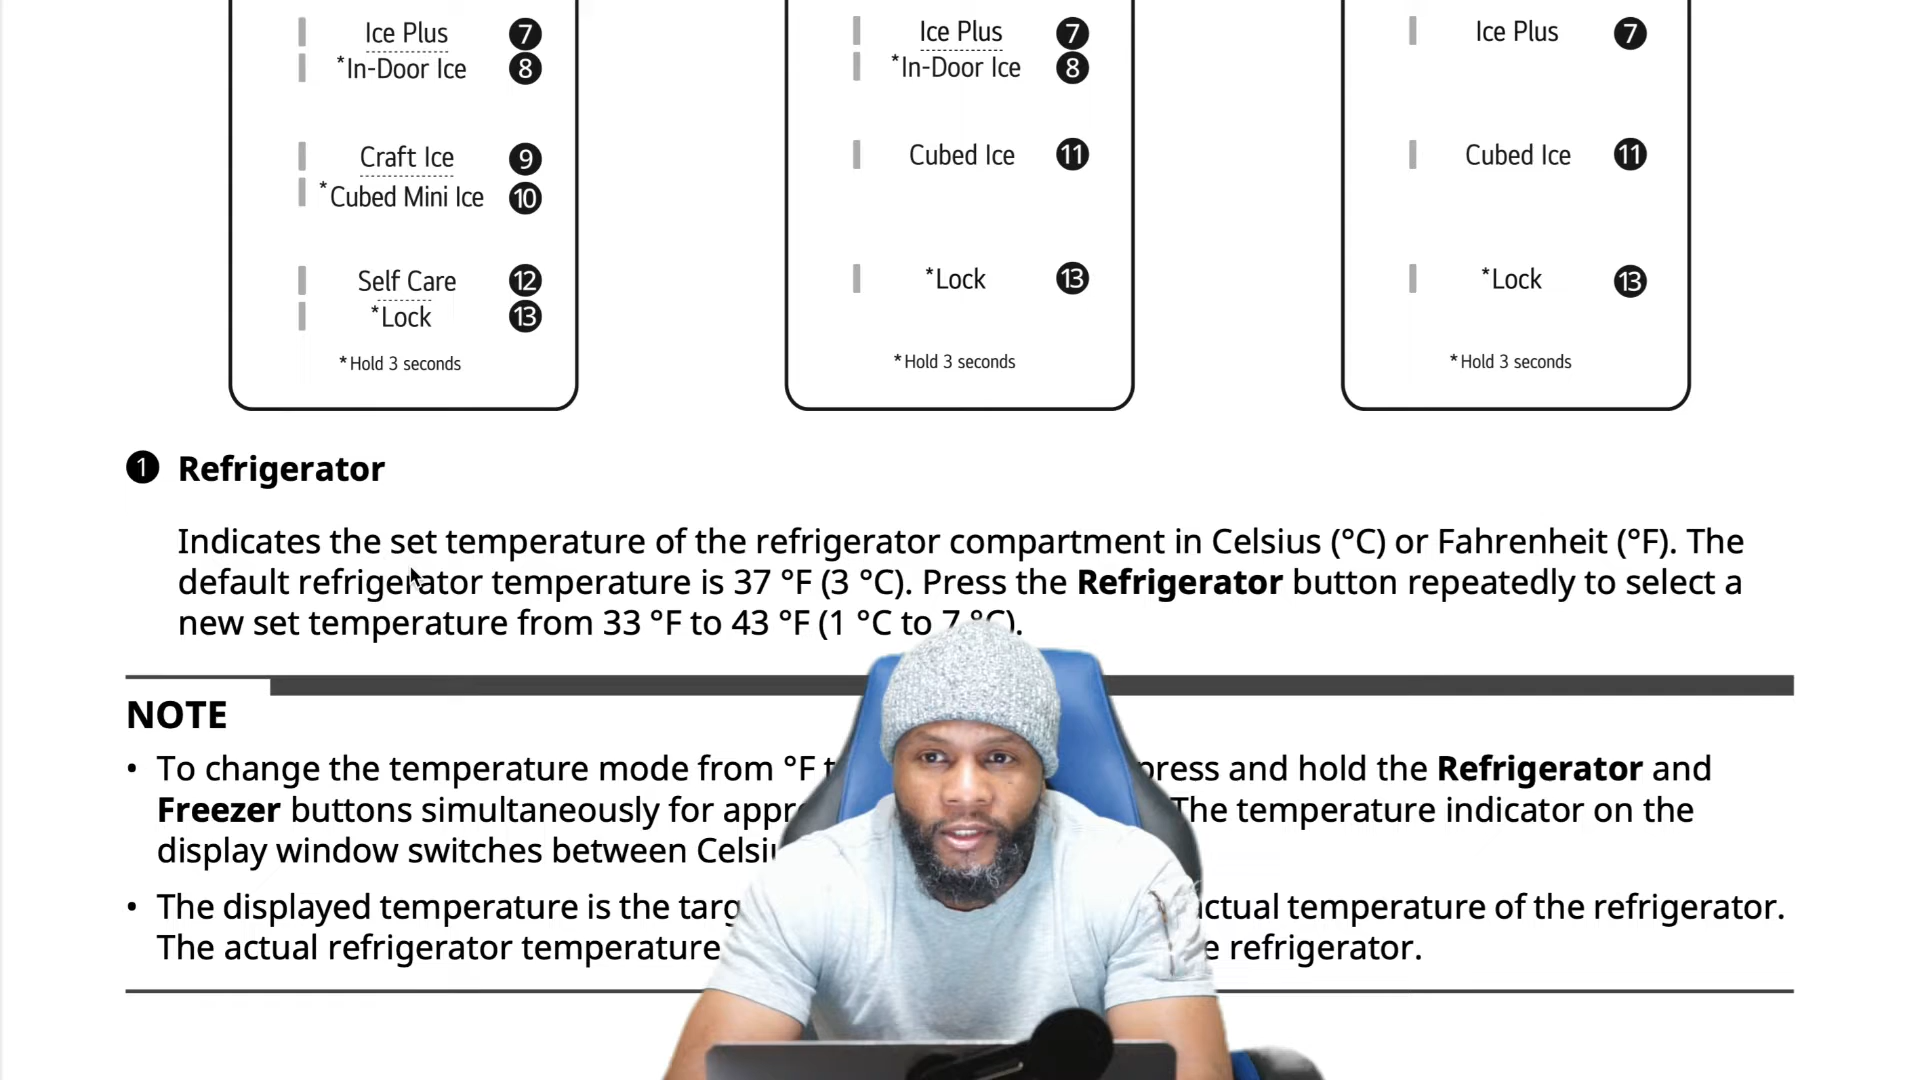 Ice Plus 7
*In-Door Ice 8
Craft Ice 9
*Cubed Mini Ice 10
Self Care 12
*Lock 13
*Hold 3 seconds
Ice Plus 7
*In-Door Ice 8
Cubed Ice 11
*Lock 13
*Hold 3 seconds
Ice Plus 7
Cubed Ice 11
*Lock 13
*Hold 3 seconds
1 Refrigerator
Indicates the set temperature of the refrigerator compartment in Celsius (°C) or Fahrenheit (°F). The
default refrigerator temperature is 37 °F (3 °C). Press the Refrigerator button repeatedly to select a
new set temperature from 33 °F to 43 °F (1 °C to 7 °C).
NOTE
• To change the temperature mode from °F press and hold the Refrigerator and
Freezer buttons simultaneously for The temperature indicator on the
display window switches between
• The displayed temperature is the temperature of the refrigerator.
The actual refrigerator temperature refrigerator.